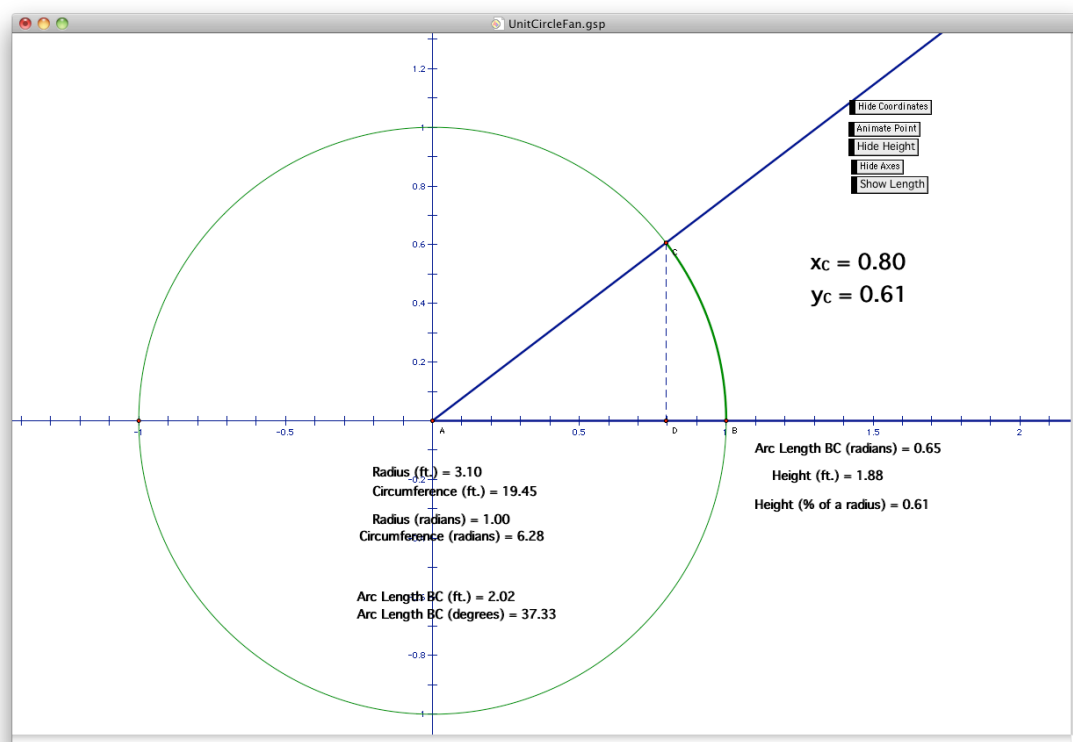 UnitCircleFan.gsp
1.2
Hide Coordinates
1
Animate Point
Hide Height
0.8
Hide Axes
Show Length
0.6
C
xC = 0.80
yC = 0.61
0.4
0.2
-1
-0.5
A
0.5
D
1
B
1.5
2
Arc Length BC (radians) = 0.65
Radius (ft.) = 3.10
Height (ft.) = 1.88
-0.2
Circumference (ft.) = 19.45
Height (% of a radius) = 0.61
Radius (radians) = 1.00
Circumference (radians) = 6.28
Arc Length BC (ft.) = 2.02
Arc Length BC (degrees) = 37.33
-0.8
-1